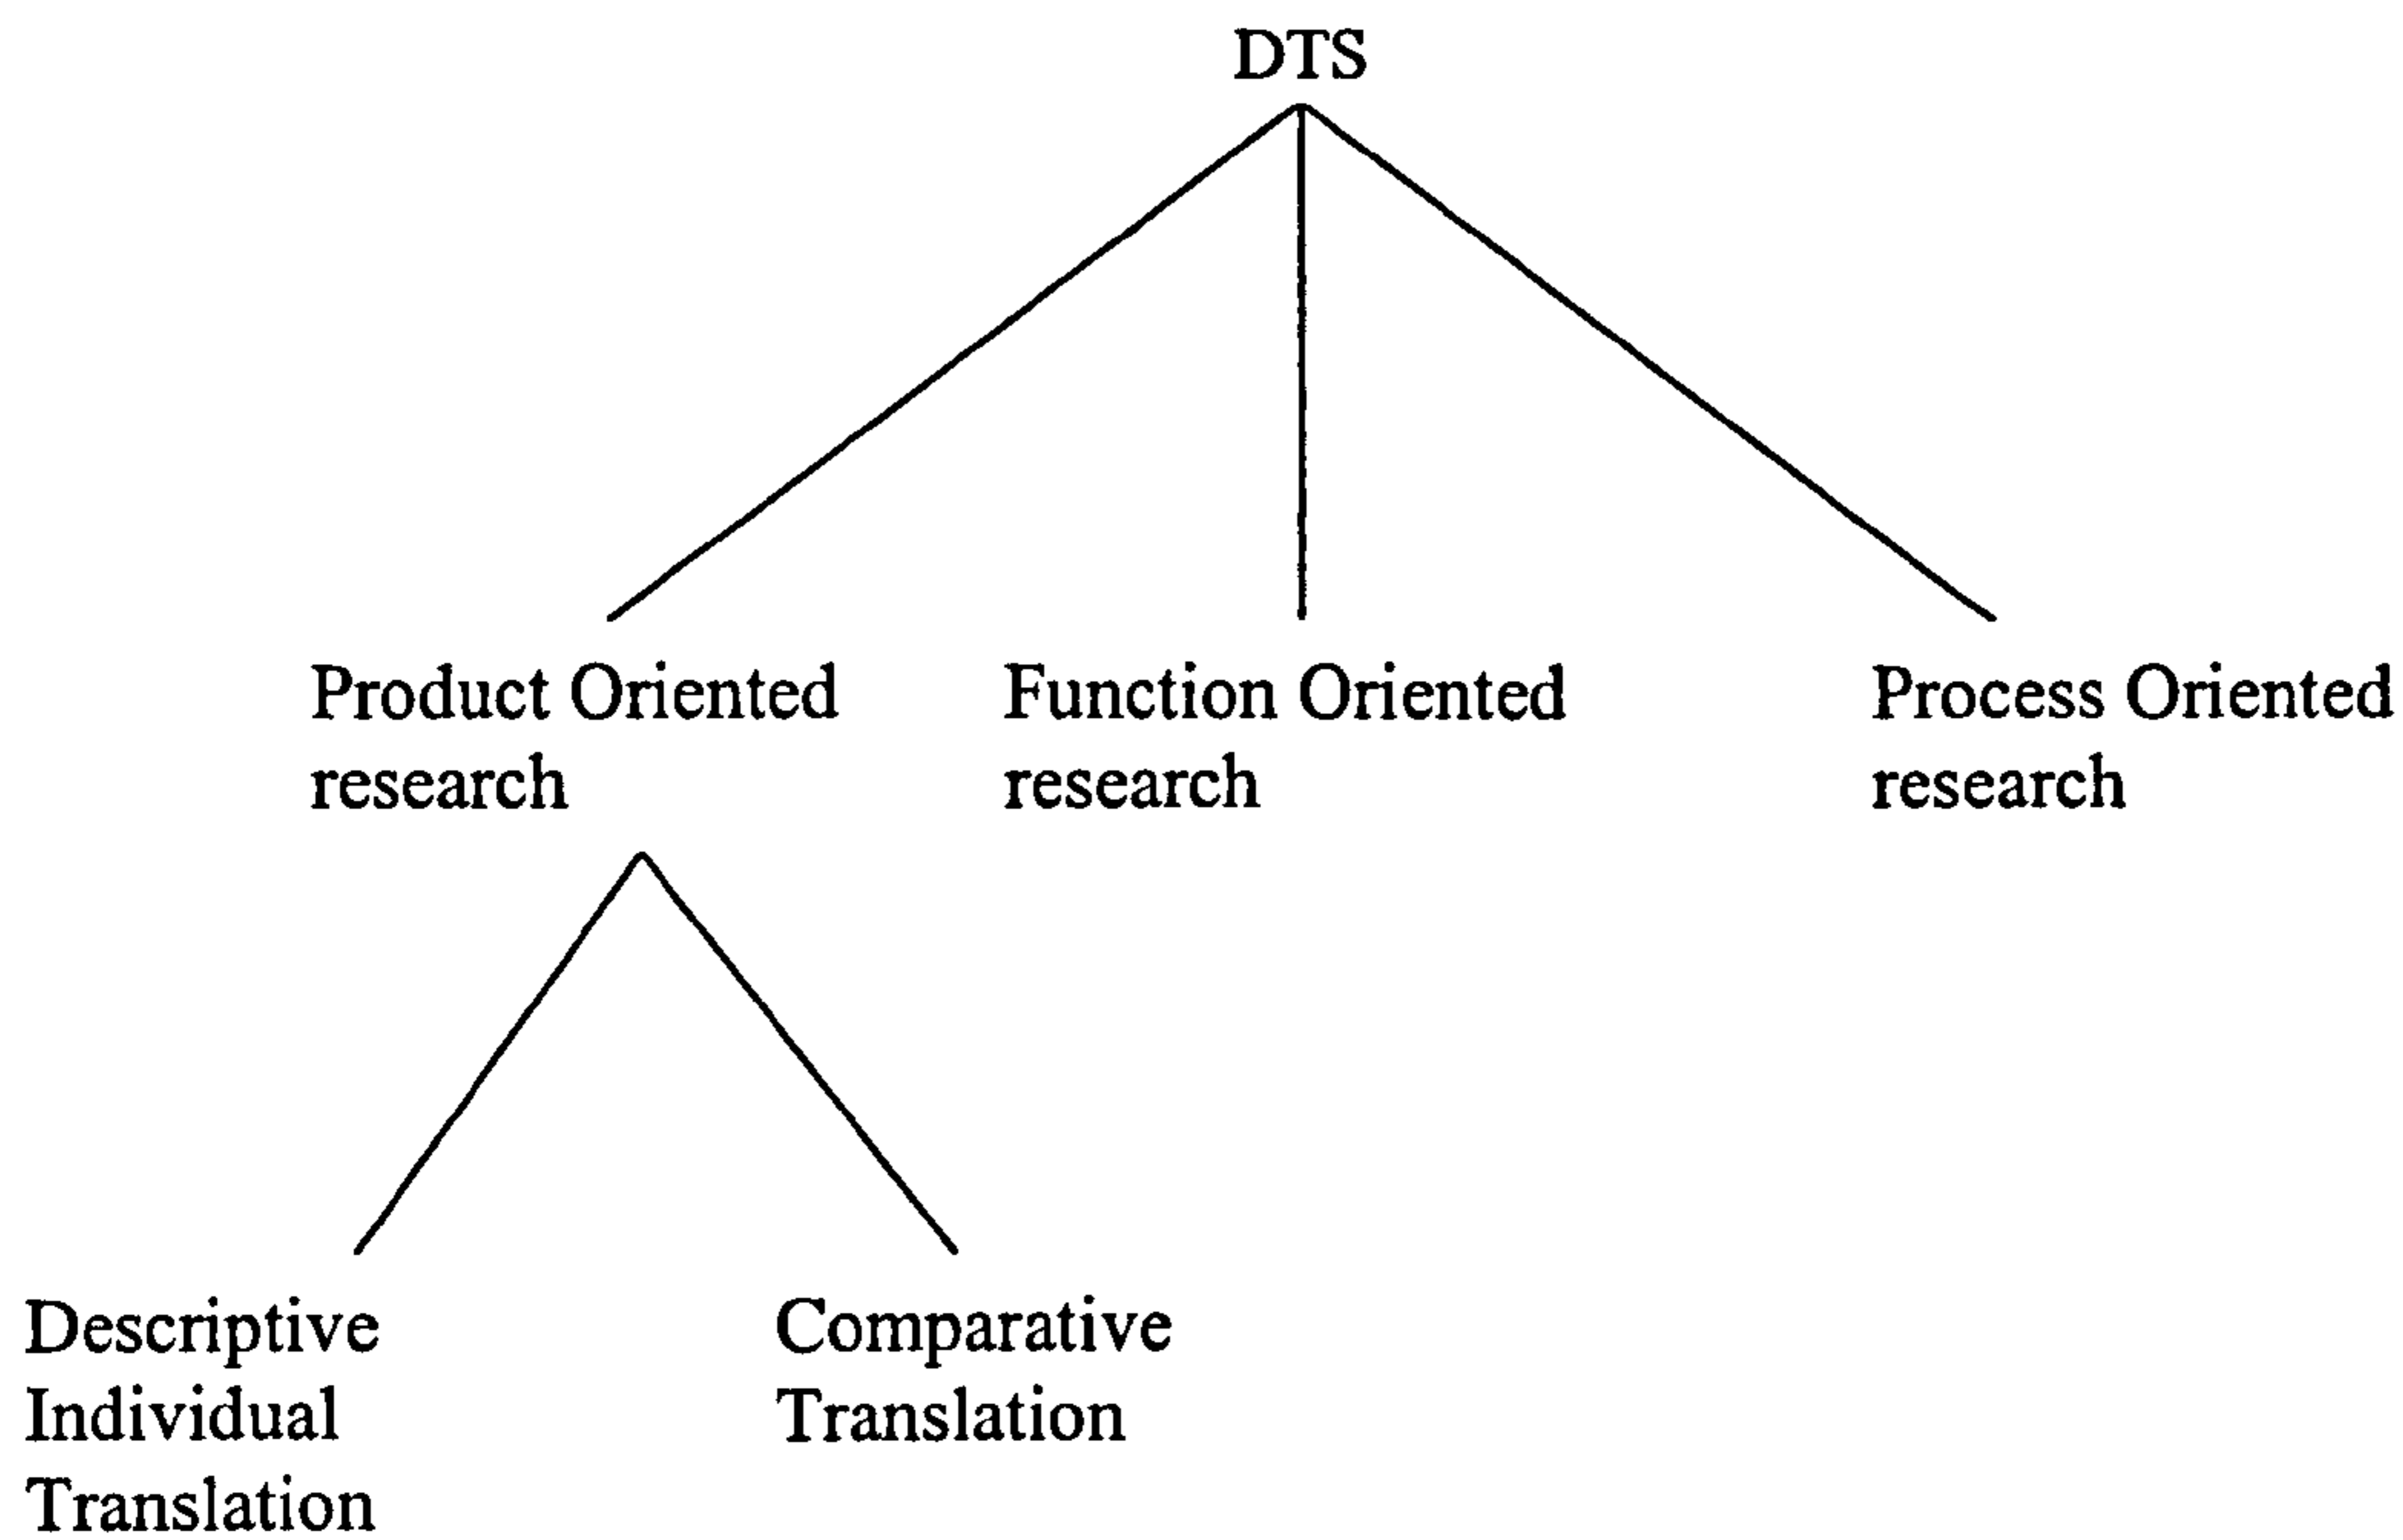 DTS
Product Oriented
research
Function Oriented
research
Process Oriented
research
Descriptive
Individual
Translation
Comparative
Translation